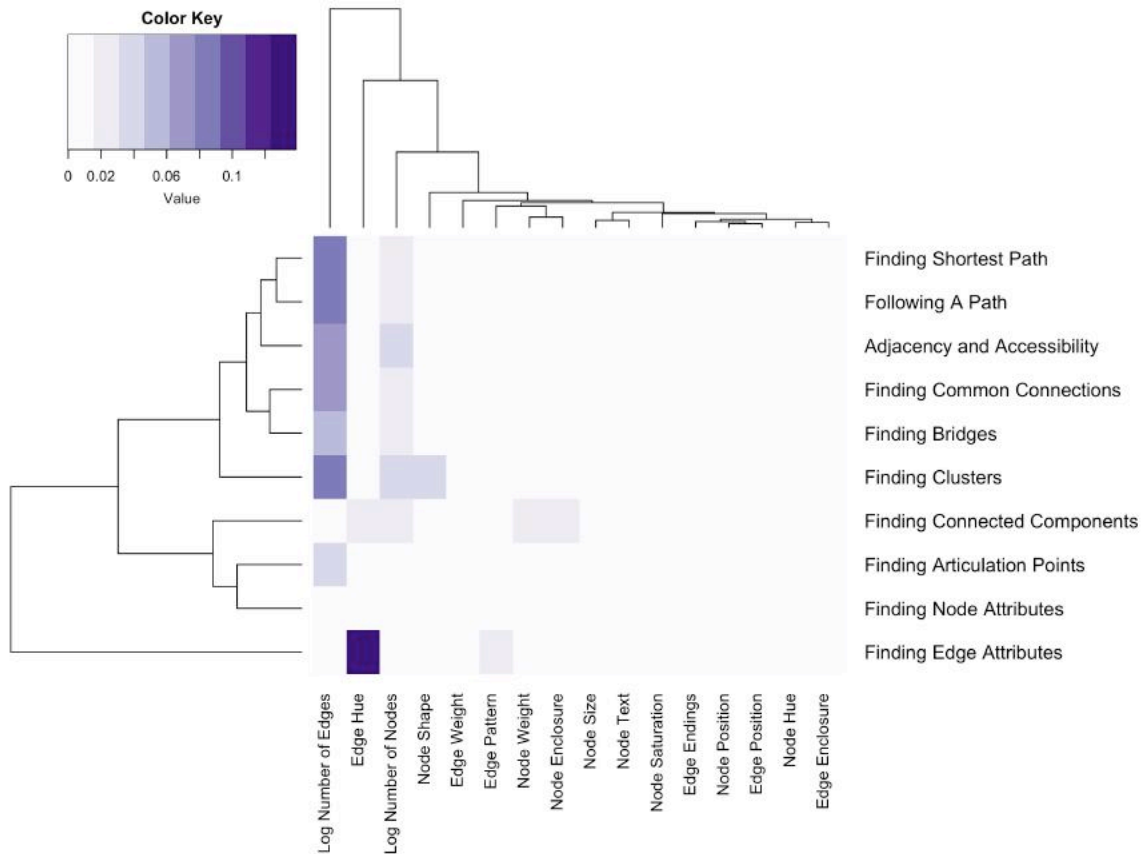 Color Key
0 0.02 0.06 0.1
Value
Finding Shortest Path
Following A Path
Adjacency and Accessibility
Finding Common Connections
Finding Bridges
Finding Clusters
Finding Connected Components
Finding Articulation Points
Finding Node Attributes
Finding Edge Attributes
Log Number of Edges
Edge Hue
Log Number of Nodes
Node Shape
Edge Weight
Edge Pattern
Node Weight
Node Enclosure
Node Size
Node Text
Node Saturation
Edge Endings
Node Position
Edge Position
Node Hue
Edge Enclosure